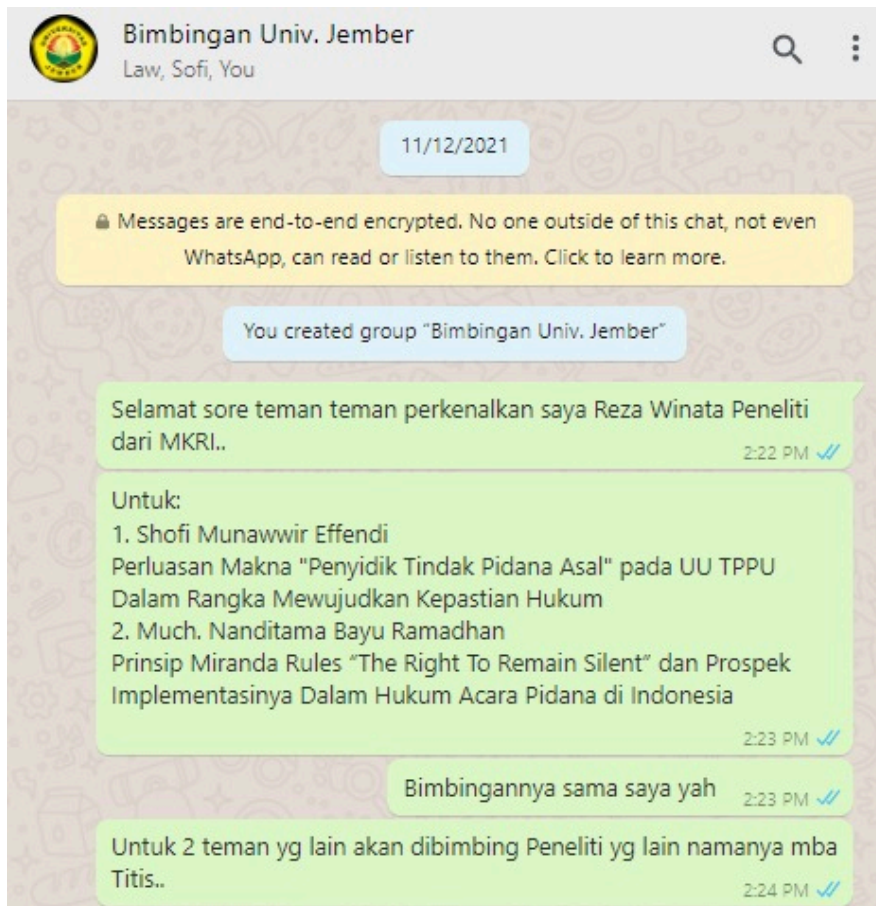 Bimbingan Univ. Jember
Law, Sofi, You
11/12/2021
Messages are end-to-end encrypted. No one outside of this chat, not even
WhatsApp, can read or listen to them. Click to learn more.
You created group "Bimbingan Univ. Jember"
Selamat sore teman teman perkenalkan saya Reza Winata Peneliti
dari MKRI..
2:22 PM
Untuk:
1. Shofi Munawwir Effendi
Perluasan Makna "Penyidik Tindak Pidana Asal" pada UU TPPU
Dalam Rangka Mewujudkan Kepastian Hukum
2. Much. Nanditama Bayu Ramadhan
Prinsip Miranda Rules “The Right To Remain Silent” dan Prospek
Implementasinya Dalam Hukum Acara Pidana di Indonesia
2:23 PM
Bimbingannya sama saya yah
2:23 PM
Untuk 2 teman yg lain akan dibimbing Peneliti yg lain namanya mba
Titis..
2:24 PM